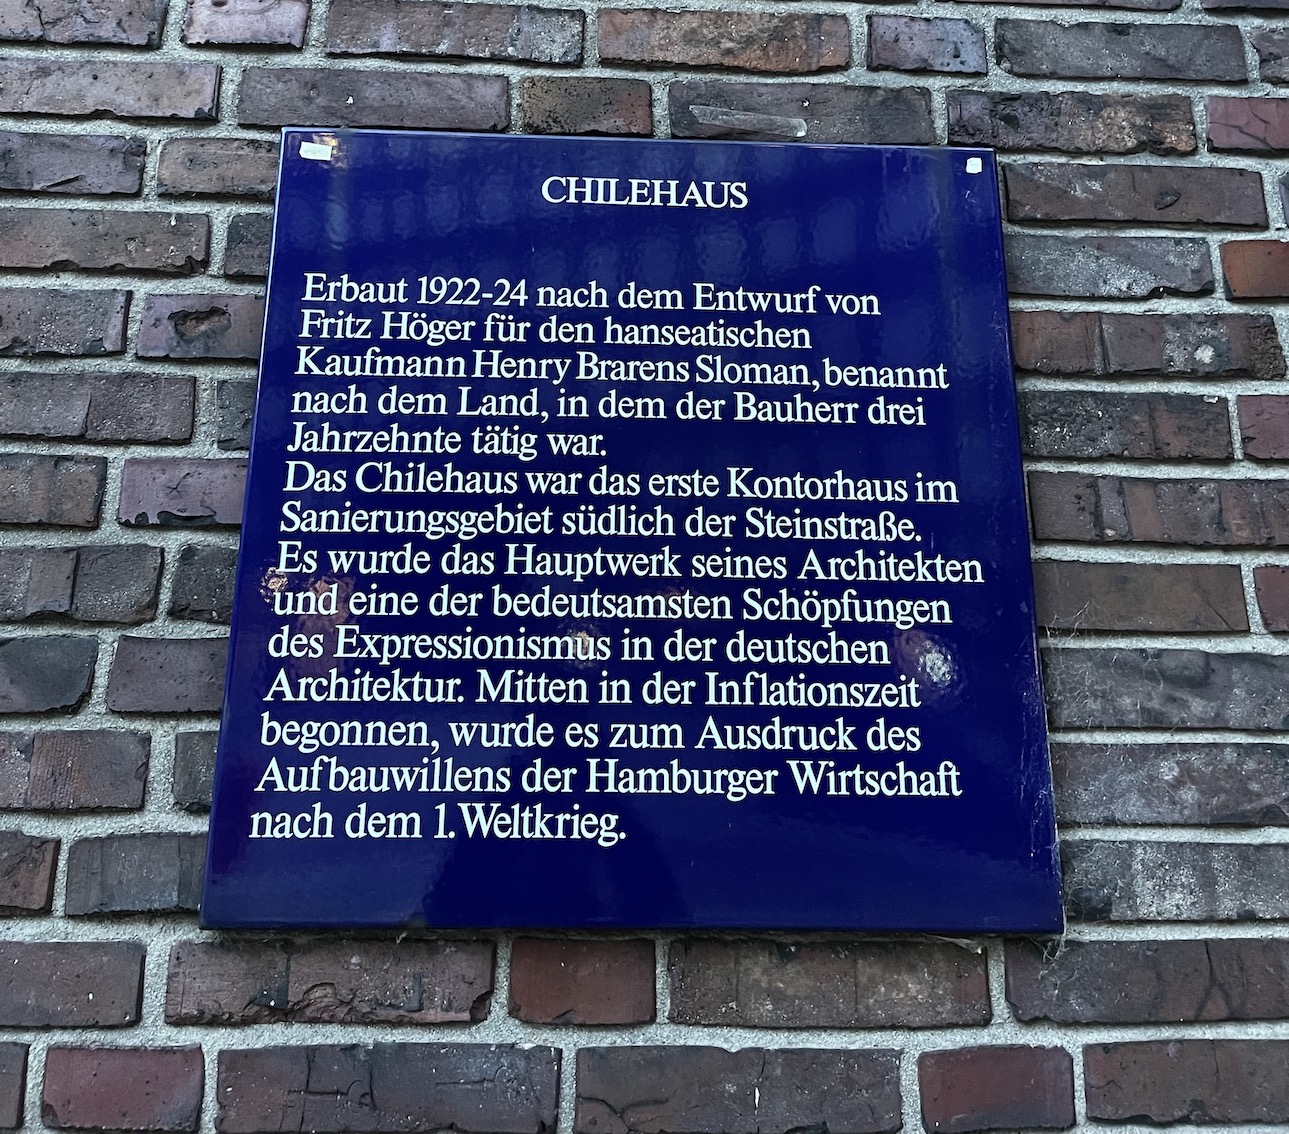 CHILEHAUS
Erbaut 1922-24 nach dem Entwurf von
Fritz Höger für den hanseatischen
Kaufmann Henry Brarens Sloman, benannt
nach dem Land, in dem der Bauherr drei
Jahrzehnte tätig war.
Das Chilehaus war das erste Kontorhaus im
Sanierungsgebiet südlich der Steinstraße.
Es wurde das Hauptwerk seines Architekten
und eine der bedeutsamsten Schöpfungen
des Expressionismus in der deutschen
Architektur. Mitten in der Inflationszeit
begonnen, wurde es zum Ausdruck des
Aufbauwillens der Hamburger Wirtschaft
nach dem 1. Weltkrieg.